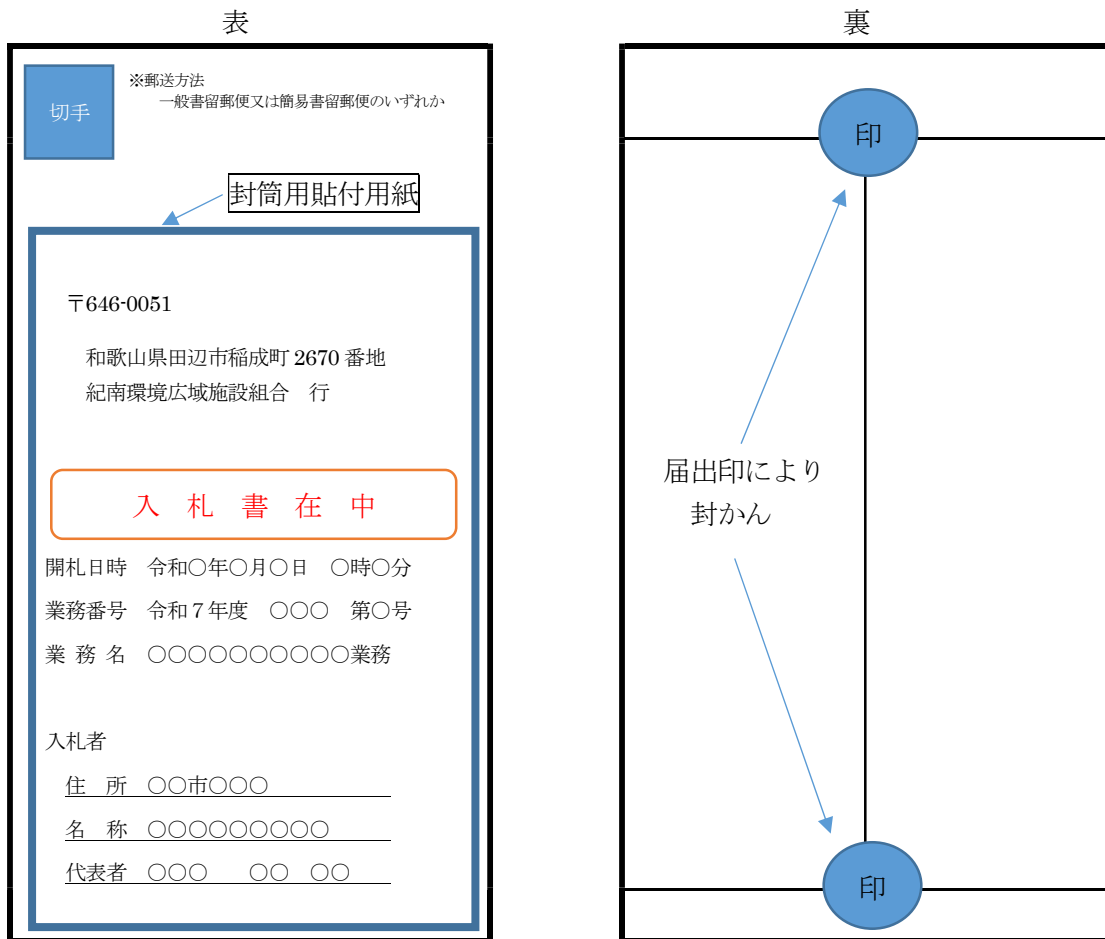 表
切手
※郵送方法
一般書留郵便又は簡易書留郵便のいずれか
封筒用貼付用紙
〒646-0051
和歌山県田辺市稲成町 2670 番地
紀南環境広域施設組合　行
入　札　書　在　中
開札日時　令和〇年〇月〇日　〇時〇分
業務番号　令和７年度　〇〇〇　第〇号
業 務 名　〇〇〇〇〇〇〇〇〇〇業務
入札者
住　所　〇〇市〇〇〇
名　称　〇〇〇〇〇〇〇〇〇
代表者　〇〇〇　　〇〇　〇〇
裏
印
届出印により
封かん
印